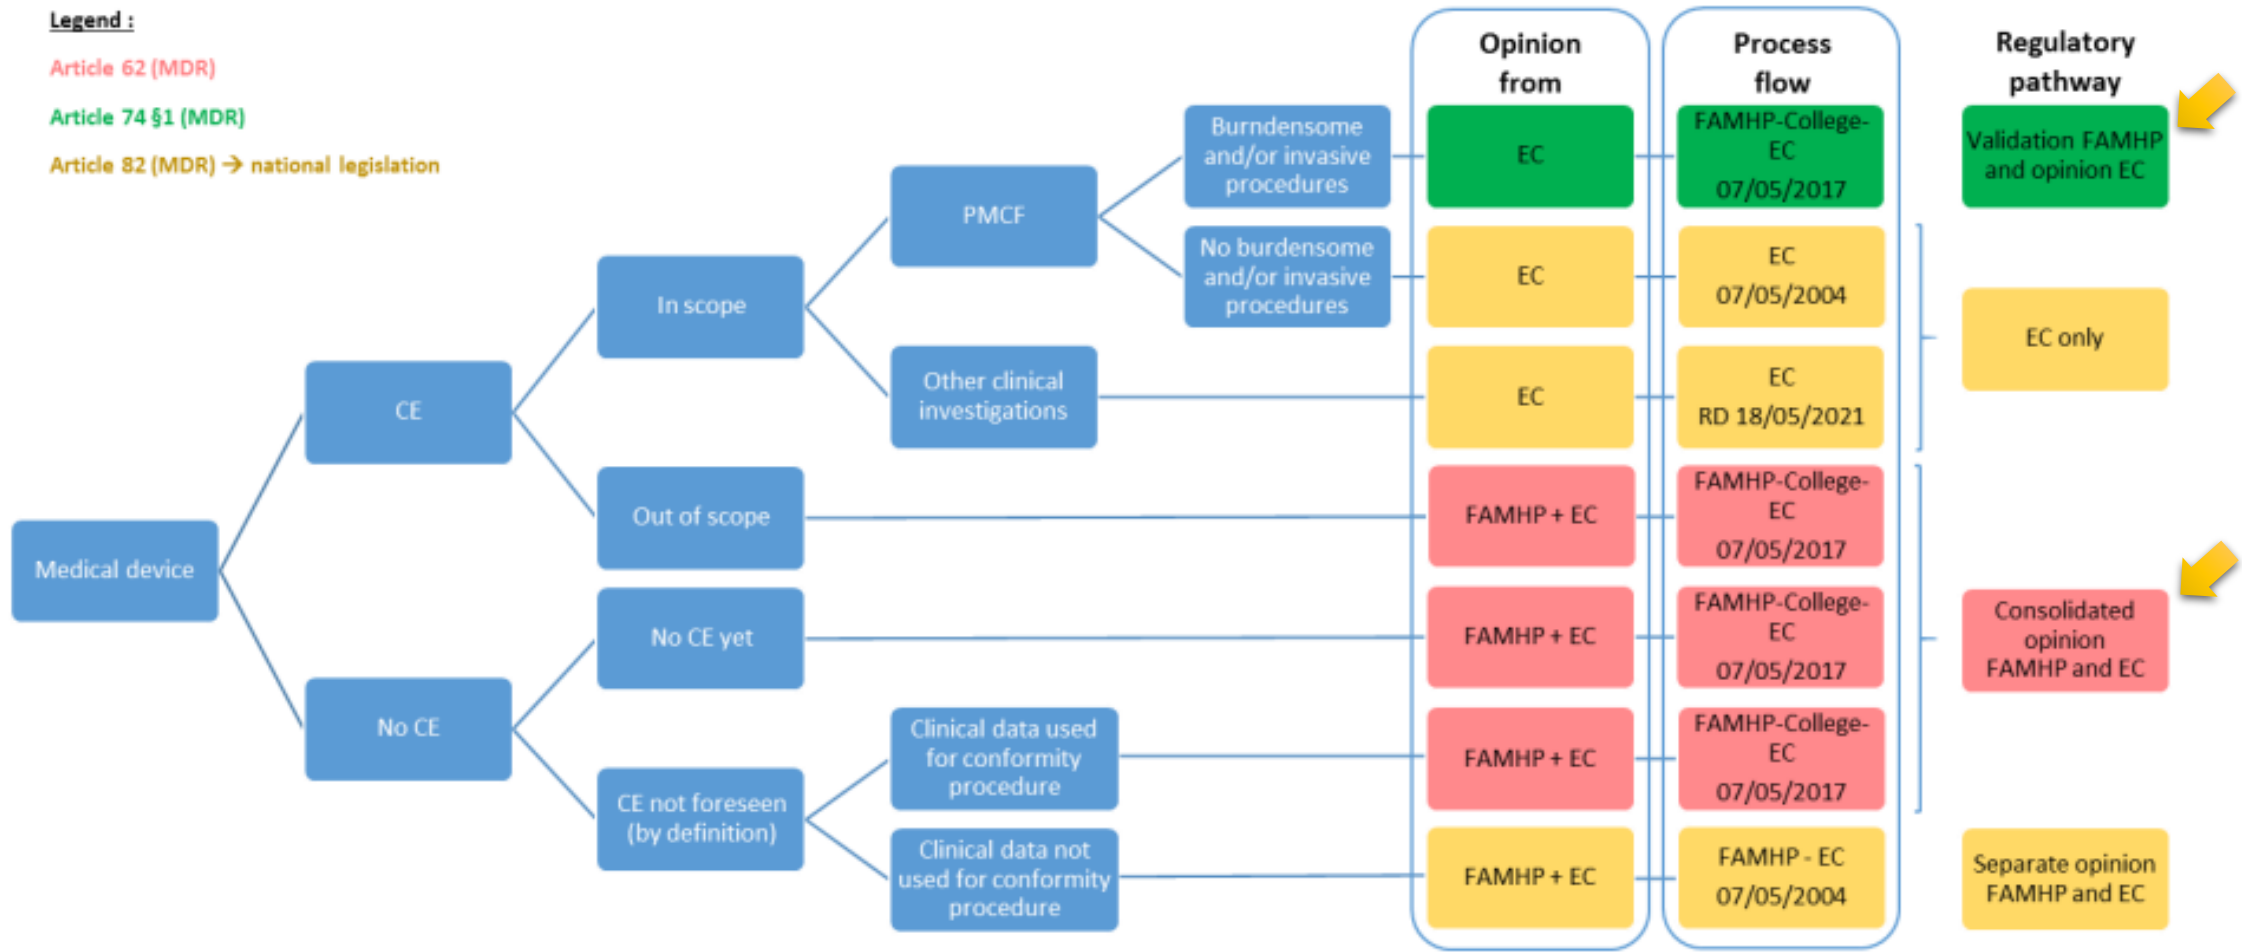 Legend :
Article 62 (MDR)
Article 74 §1 (MDR)
Article 82 (MDR) → national legislation
Opinion
from
Process
flow
Regulatory
pathway
Medical device
CE
No CE
In scope
Out of scope
No CE yet
CE not foreseen
(by definition)
PMCF
Other clinical
investigations
Clinical data used
for conformity
procedure
Clinical data not
used for conformity
procedure
Burndensome
and/or invasive
procedures
No burdensome
and/or invasive
procedures
EC
EC
EC
FAMHP + EC
FAMHP + EC
FAMHP + EC
FAMHP + EC
FAMHP-College-
EC
07/05/2017
EC
07/05/2004
EC
RD 18/05/2021
FAMHP-College-
EC
07/05/2017
FAMHP-College-
EC
07/05/2017
FAMHP-College-
EC
07/05/2017
FAMHP - EC
07/05/2004
Validation FAMHP
and opinion EC
EC only
Consolidated
opinion
FAMHP and EC
Separate opinion
FAMHP and EC